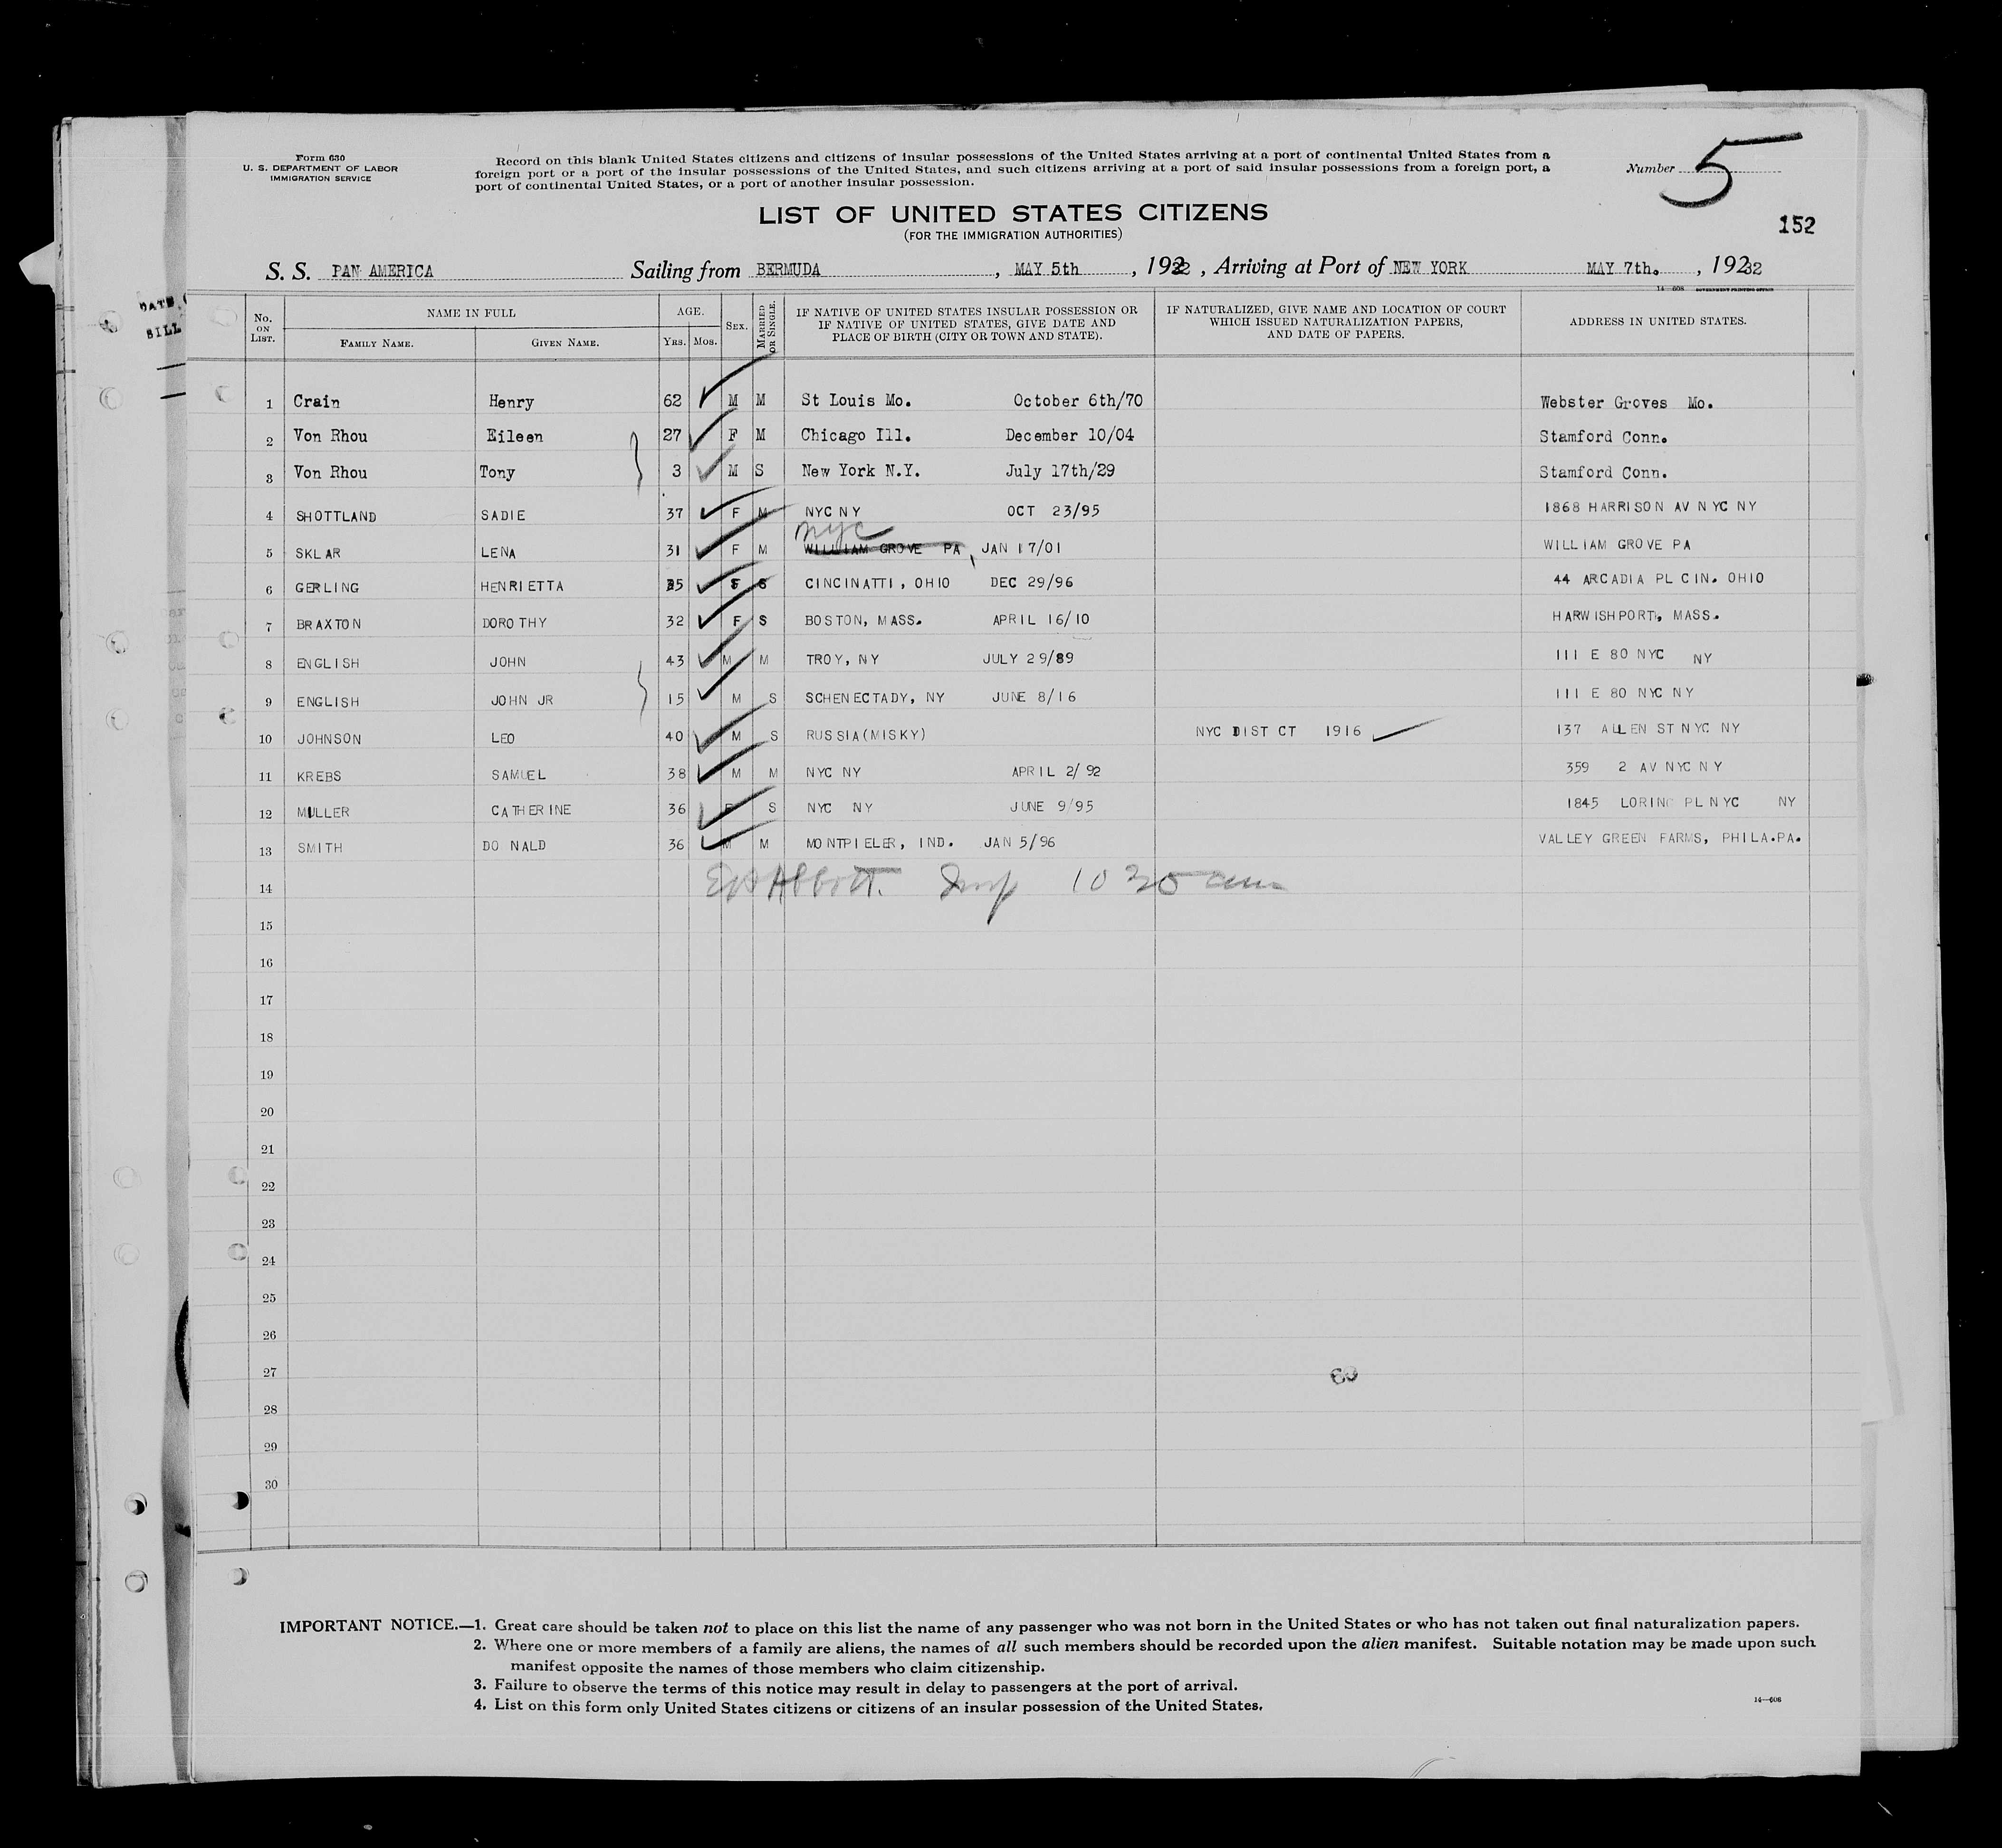 Form 630
U. S. DEPARTMENT OF LABOR
IMMIGRATION SERVICE
Record on this blank United States citizens and citizens of insular possessions of the United States arriving at a port of continental United States from a
foreign port or a port of the insular possessions of the United States, and such citizens arriving at a port of said insular possessions from a foreign port, a
port of continental United States, or a port of another insular possession.
Number 5
LIST OF UNITED STATES CITIZENS
(FOR THE IMMIGRATION AUTHORITIES)
152
S. S. PAN AMERICA Sailing from BERMUDA, MAY 5th, 1932, Arriving at Port of NEW YORK MAY 7th., 19232
14—608 GOVERNMENT PRINTING OFFICE
No. ON LIST. NAME IN FULL FAMILY NAME. GIVEN NAME. AGE. YRS. MOS. SEX. MARRIED OR SINGLE. IF NATIVE OF UNITED STATES INSULAR POSSESSION OR IF NATIVE OF UNITED STATES, GIVE DATE AND PLACE OF BIRTH (CITY OR TOWN AND STATE). IF NATURALIZED, GIVE NAME AND LOCATION OF COURT WHICH ISSUED NATURALIZATION PAPERS, AND DATE OF PAPERS. ADDRESS IN UNITED STATES.
1 Crain Henry 62 M M St Louis Mo. October 6th/70 Webster Groves Mo.
2 Von Rhou Eileen 27 F M Chicago Ill. December 10/04 Stamford Conn.
3 Von Rhou Tony 3 M S New York N.Y. July 17th/29 Stamford Conn.
4 SHOTTLAND SADIE 37 F M NYC NY OCT 23/95 1868 HARRISON AV NYC NY
nyc
5 SKLAR LENA 31 F M WILLIAM GROVE PA JAN 17/01 WILLIAM GROVE PA
6 GERLING HENRIETTA 35 F S CINCINATTI, OHIO DEC 29/96 44 ARCADIA PL CIN. OHIO
7 BRAXTON DOROTHY 32 F S BOSTON, MASS. APRIL 16/10 HARWISHPORT, MASS.
8 ENGLISH JOHN 43 M M TROY, NY JULY 29/89 111 E 80 NYC NY
9 ENGLISH JOHN JR 15 M S SCHENECTADY, NY JUNE 8/16 111 E 80 NYC NY
10 JOHNSON LEO 40 M S RUSSIA(MISKY) NYC DIST CT 1916 137 ALLEN ST NYC NY
11 KREBS SAMUEL 38 M M NYC NY APRIL 2/92 359 2 AV NYC NY
12 MULLER CATHERINE 36 F S NYC NY JUNE 9/95 1845 LORING PL NYC NY
13 SMITH DONALD 36 M M MONTPIELER, IND. JAN 5/96 VALLEY GREEN FARMS, PHILA.PA.
14 Abbott. Insp 10 30 am
15
16
17
18
19
20
21
22
23
24
25
26
27
28
29
30
IMPORTANT NOTICE.—1. Great care should be taken not to place on this list the name of any passenger who was not born in the United States or who has not taken out final naturalization papers.
2. Where one or more members of a family are aliens, the names of all such members should be recorded upon the alien manifest. Suitable notation may be made upon such
manifest opposite the names of those members who claim citizenship.
3. Failure to observe the terms of this notice may result in delay to passengers at the port of arrival.
4. List on this form only United States citizens or citizens of an insular possession of the United States.
14—608